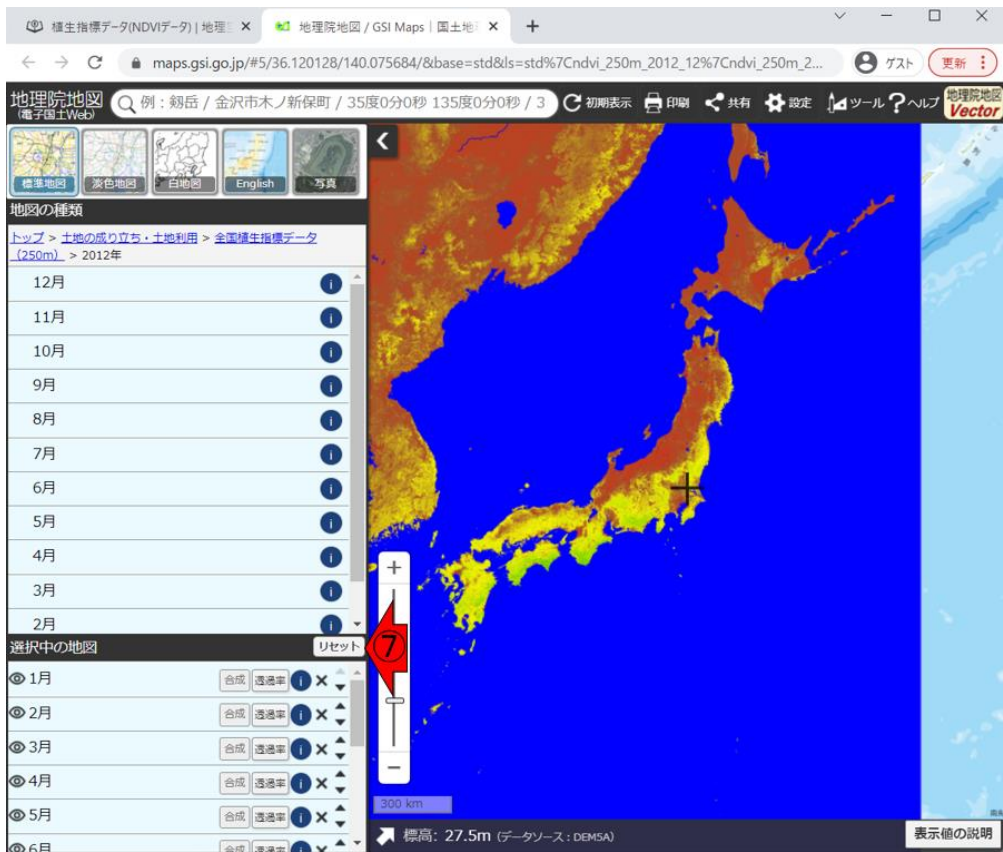 植生指標データ(NDVIデータ) | 地理
地理院地図 / GSI Maps | 国土地
maps.gsi.go.jp/#5/36.120128/140.075684/&base=std&ls=std%7Cndvi_250m_2012_12%7Cndvi_250m_2...
ゲスト
更新
地理院地図
(電子国土Web)
例 : 剱岳 / 金沢市木ノ新保町 / 35度0分0秒 135度0分0秒 / 3
初期表示
印刷
共有
設定
ツール
ヘルプ
地理院地図
Vector
標準地図
淡色地図
白地図
English
写真
地図の種類
トップ > 土地の成り立ち・土地利用 > 全国植生指標データ
(250m) > 2012年
12月
11月
10月
9月
8月
7月
6月
5月
4月
3月
2月
選択中の地図
リセット
⑦
1月 合成 透過率
2月 合成 透過率
3月 合成 透過率
4月 合成 透過率
5月 合成 透過率
6月 合成 透過率
300 km
標高: 27.5m (データソース : DEM5A)
表示値の説明